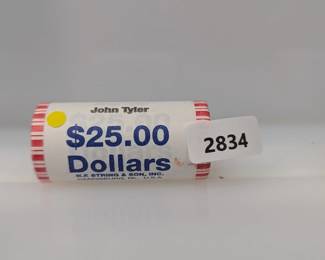 John Tyler
$25.00
2834
Dollars
N.F. STRING & SON, INC.
U.S.A.